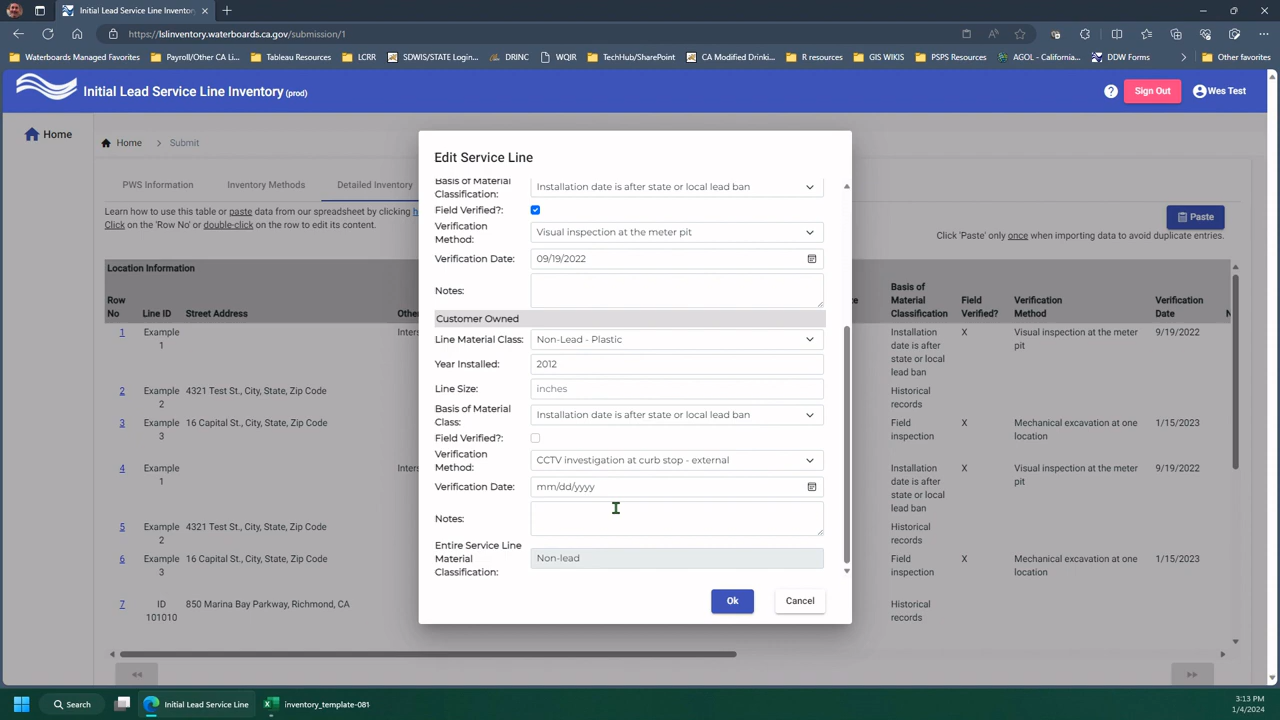 Initial Lead Service Line Inventor
https://lslinventory.waterboards.ca.gov/submission/1
Waterboards Managed Favorites
Payroll/Other CA Li...
Tableau Resources
LCRR
SDWIS/STATE Login...
DRINC
WQIR
TechHub/SharePoint
CA Modified Drinki...
R resources
GIS WIKIS
PSPS Resources
AGOL - California...
DDW Forms
Other favorites
Initial Lead Service Line Inventory (prod)
? Sign Out Wes Test
Home
Home > Submit
PWS Information Inventory Methods Detailed Inventory
Learn how to use this table or paste data from our spreadsheet by clicking h
Click on the 'Row No' or double-click on the row to edit its content.
Paste
Click 'Paste' only once when importing data to avoid duplicate entries.
Location Information
Row No
Line ID
Street Address
Othe
Basis of Material Classification
Field Verified?
Verification Method
Verification Date
1 Example 1 Inters
Installation date is after state or local lead ban
X
Visual inspection at the meter pit
9/19/2022
2 Example 2 4321 Test St., City, State, Zip Code
Historical records
3 Example 3 16 Capital St., City, State, Zip Code
Field inspection
X
Mechanical excavation at one location
1/15/2023
4 Example 1 Inters
Installation date is after state or local lead ban
X
Visual inspection at the meter pit
9/19/2022
5 Example 2 4321 Test St., City, State, Zip Code
Historical records
6 Example 3 16 Capital St., City, State, Zip Code
Field inspection
X
Mechanical excavation at one location
1/15/2023
7 ID 101010 850 Marina Bay Parkway, Richmond, CA
Historical records
Edit Service Line
Basis of Material
Classification:
Installation date is after state or local lead ban
Field Verified?:
Verification
Method:
Visual inspection at the meter pit
Verification Date: 09/19/2022
Notes:
Customer Owned
Line Material Class: Non-Lead - Plastic
Year Installed: 2012
Line Size: inches
Basis of Material
Class:
Installation date is after state or local lead ban
Field Verified?:
Verification
Method:
CCTV investigation at curb stop - external
Verification Date: mm/dd/yyyy
Notes:
Entire Service Line
Material
Classification:
Non-lead
Ok Cancel
Search
Initial Lead Service Line
inventory_template-081
3:13 PM
1/4/2024